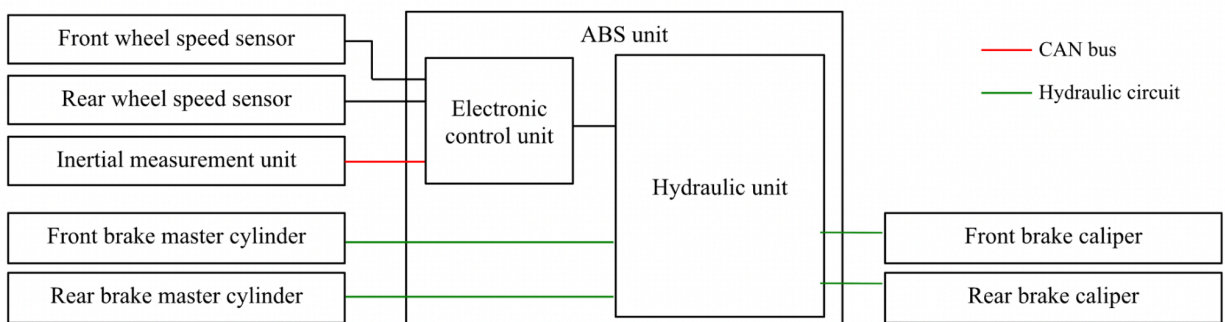 Front wheel speed sensor
Rear wheel speed sensor
Inertial measurement unit
Front brake master cylinder
Rear brake master cylinder
ABS unit
Electronic
control unit
Hydraulic unit
CAN bus
Hydraulic circuit
Front brake caliper
Rear brake caliper